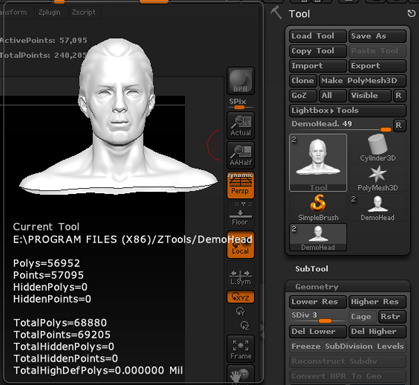 Transform Zplugin Zscript
ActivePoints: 57,095
TotalPoints: 240,205
Current Tool
E:\PROGRAM FILES (X86)/ZTools/DemoHead
Polys=56952
Points=57095
HiddenPolys=0
HiddenPoints=0
TotalPolys=68880
TotalPoints=69205
TotalHiddenPolys=0
TotalHiddenPoints=0
TotalHighDefPolys=0.000000 Mil
BPR
SPix
Actual
AAHalf
Dynamic
Persp
Floor
Local
L.Sym
XYZ
Frame
Tool
Load Tool Save As
Copy Tool Paste Tool
Import Export
Clone Make PolyMesh3D R
GoZ All Visible R
Lightbox▸Tools
DemoHead. 49 R
2
Tool
Cylinder3D
PolyMesh3D
SimpleBrush
2
DemoHead
2
DemoHead
SubTool
Geometry
Lower Res Higher Res
SDiv 3 Cage Rstr
Del Lower Del Higher
Freeze SubDivision Levels
Reconstruct Subdiv
Convert BPR To Geo